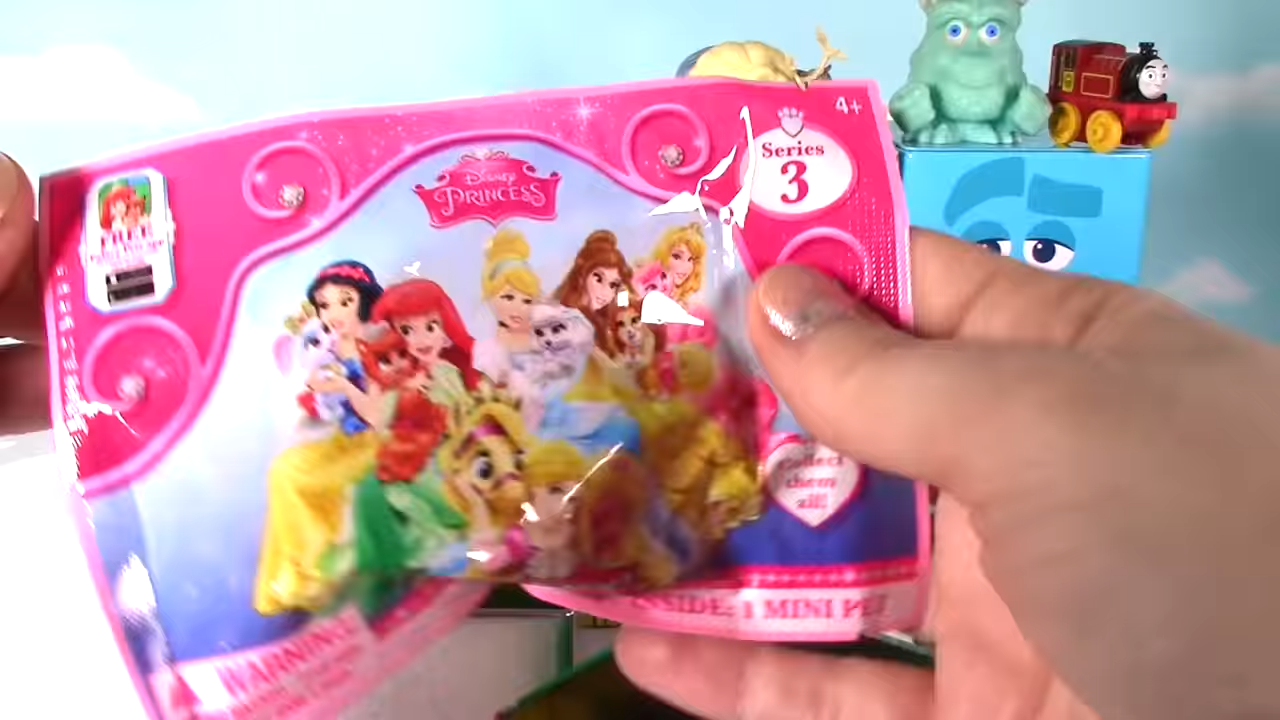 4+
Series
3
Disney
PRINCESS
Collect
them
all!
INSIDE: 1 MINI PET
WARNING